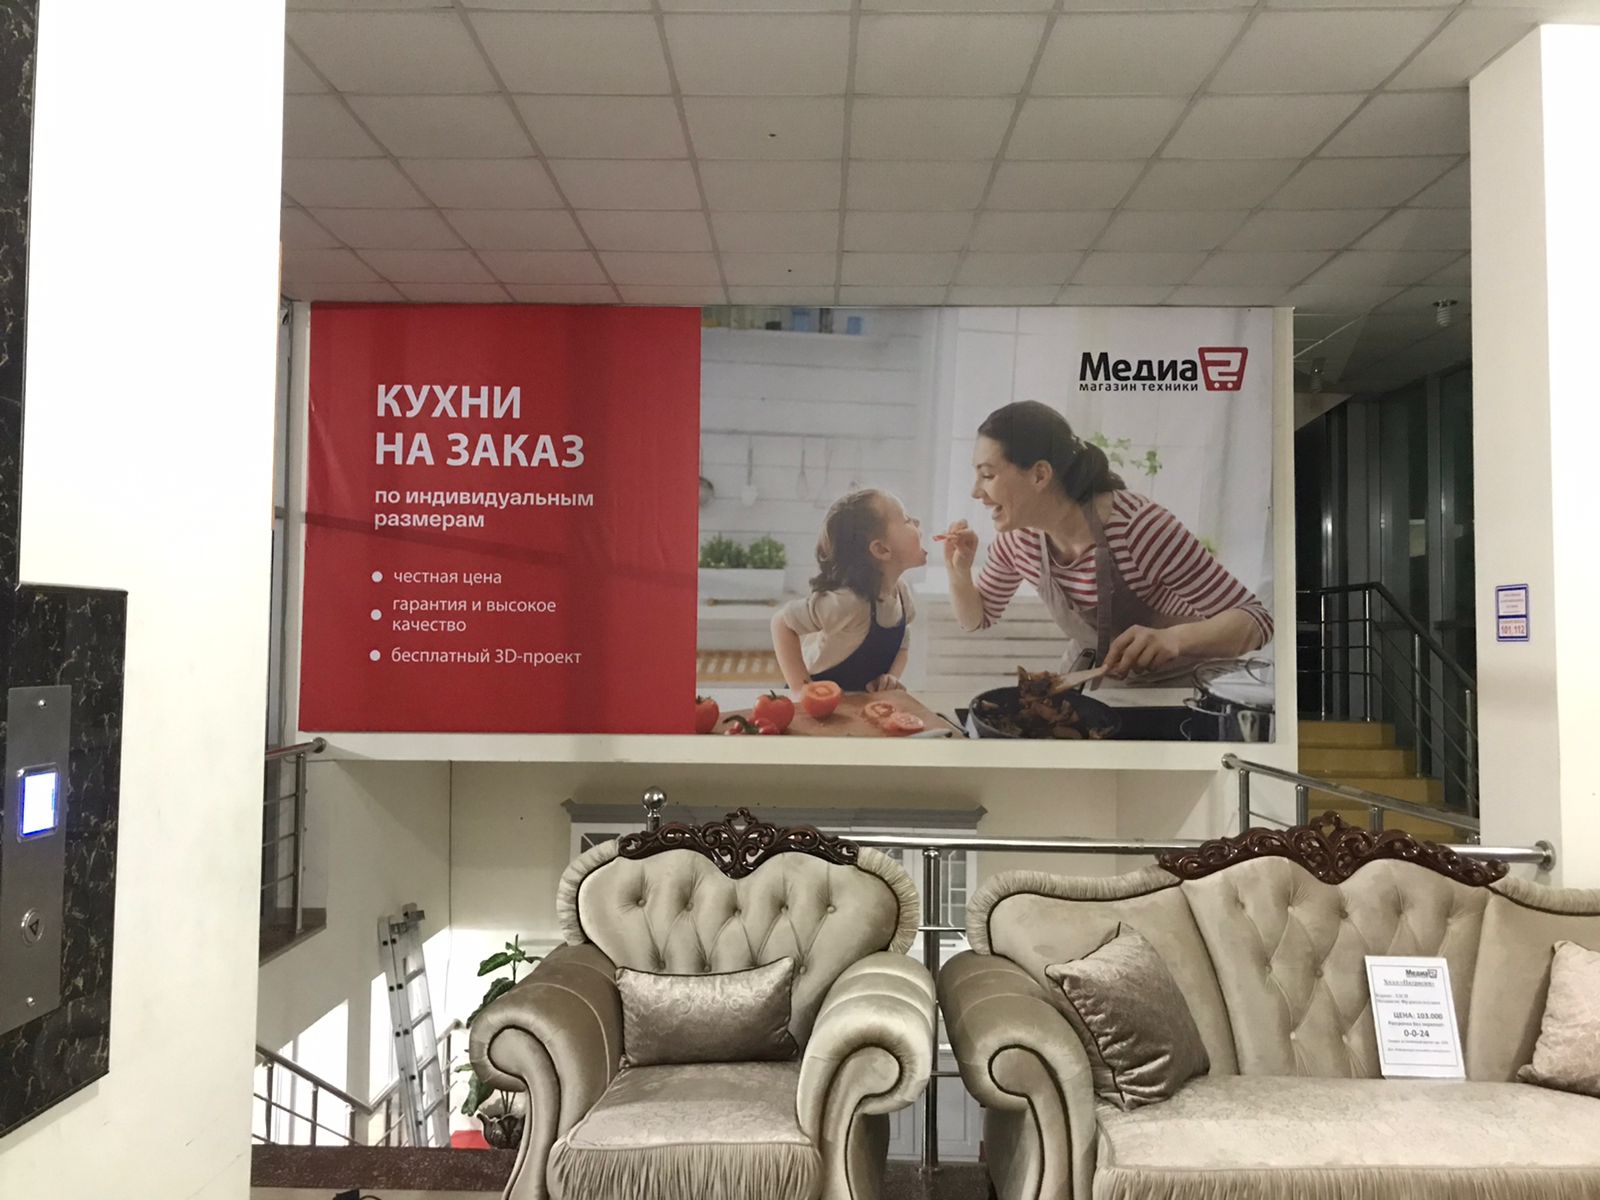 КУХНИ
НА ЗАКАЗ
по индивидуальным
размерам
честная цена
гарантия и высокое
качество
бесплатный 3D-проект
Медиа
магазин техники
101, 112
Медиа
ЦЕНА: 103.000
0-0-24